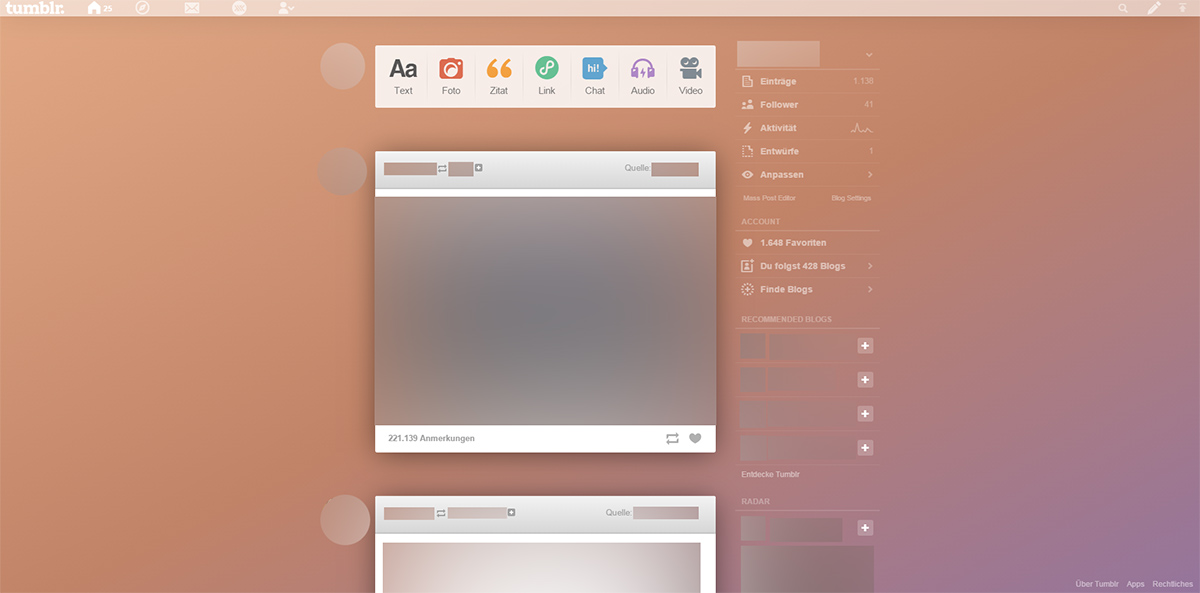 tumblr. 25
Aa hi!
Text Foto Zitat Link Chat Audio Video
Einträge 1.138
Follower 41
Aktivität
Entwürfe 1
Anpassen
Mass Post Editor Blog Settings
ACCOUNT
1.648 Favoriten
Du folgst 428 Blogs
Finde Blogs
RECOMMENDED BLOGS
Entdecke Tumblr
RADAR
Quelle:
221.139 Anmerkungen
Quelle:
Über Tumblr Apps Rechtliches